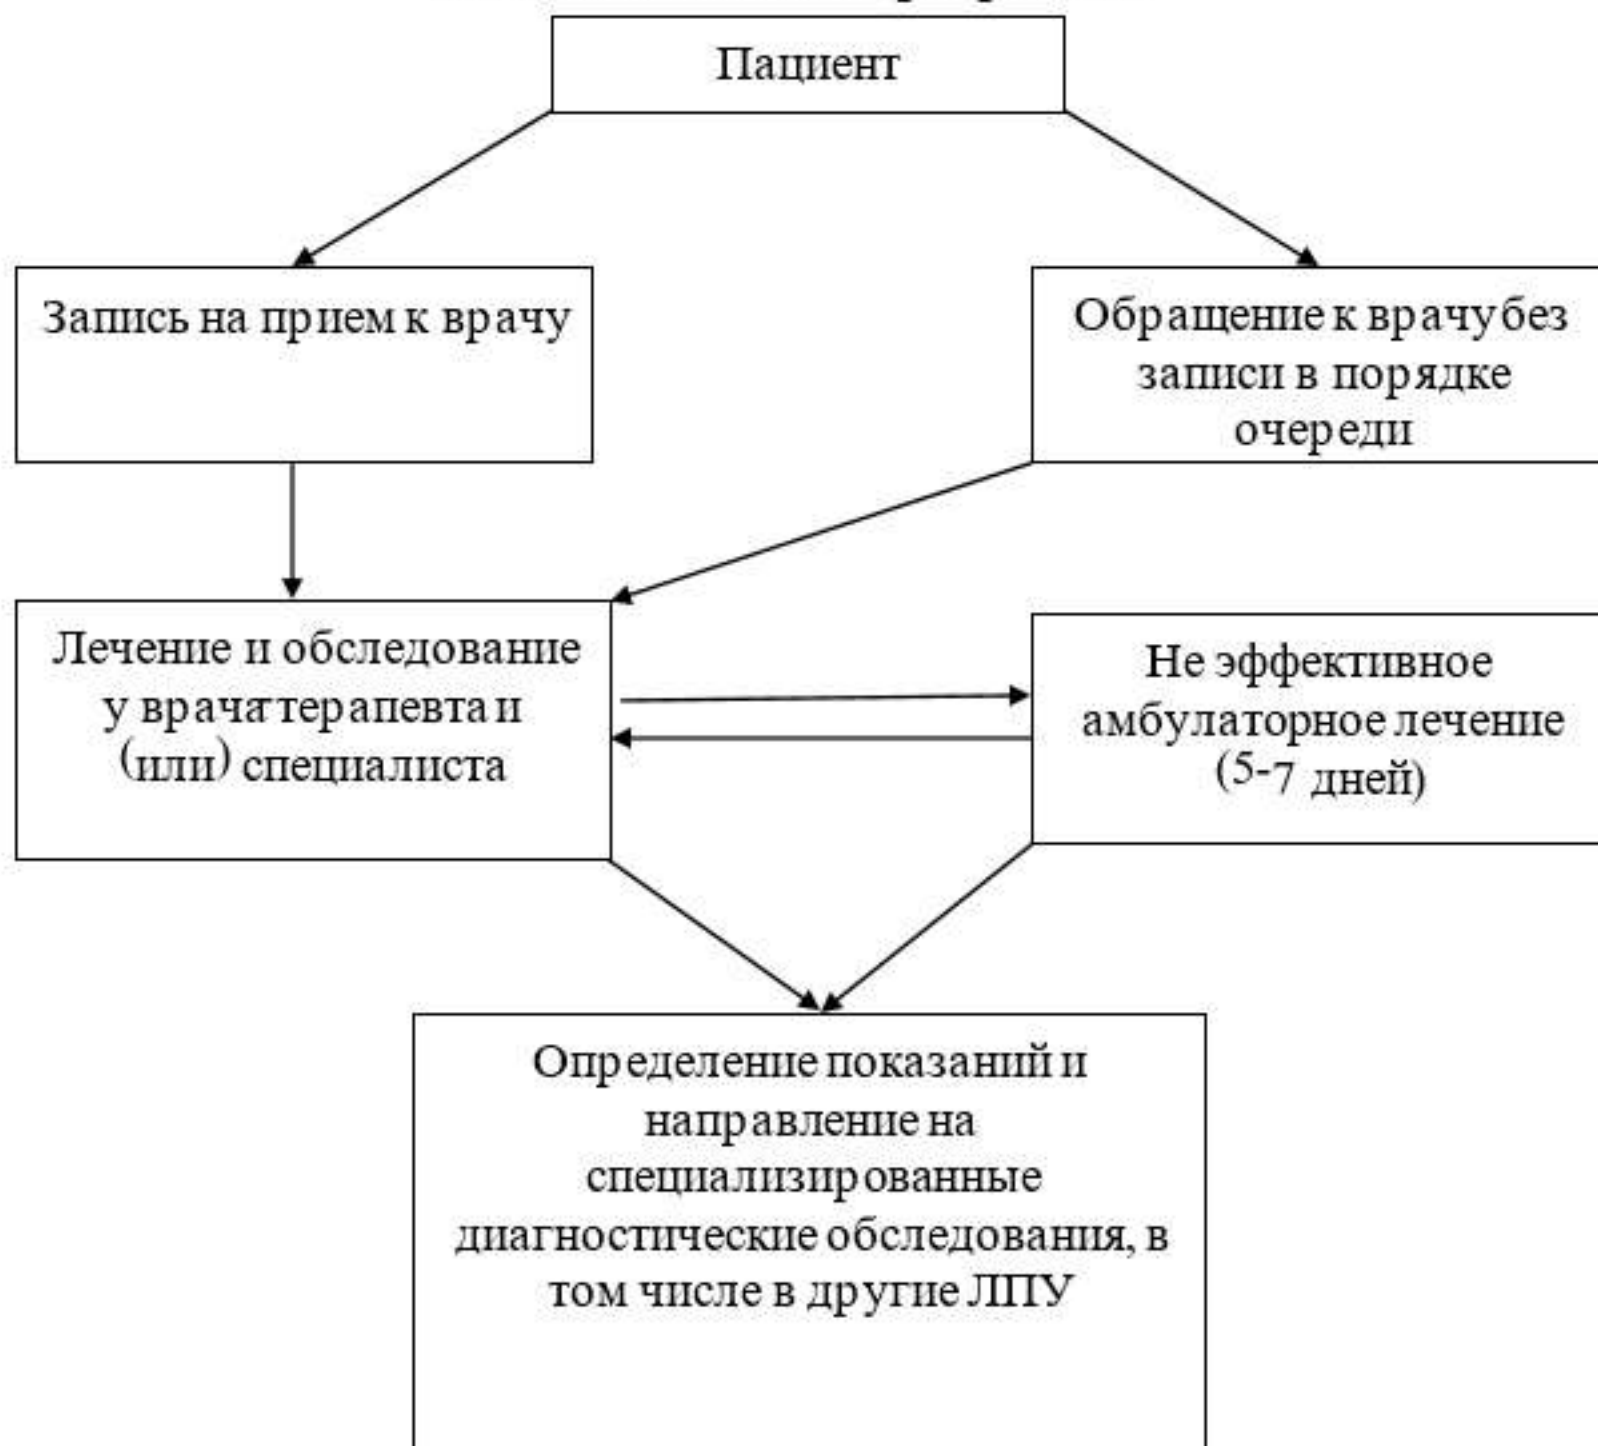 Пациент
Запись на прием к врачу
Обращение к врачу без
записи в порядке
очереди
Лечение и обследование
у врача-терапевта и
(или) специалиста
Не эффективное
амбулаторное лечение
(5-7 дней)
Определение показаний и
направление на
специализированные
диагностические обследования, в
том числе в другие ЛПУ